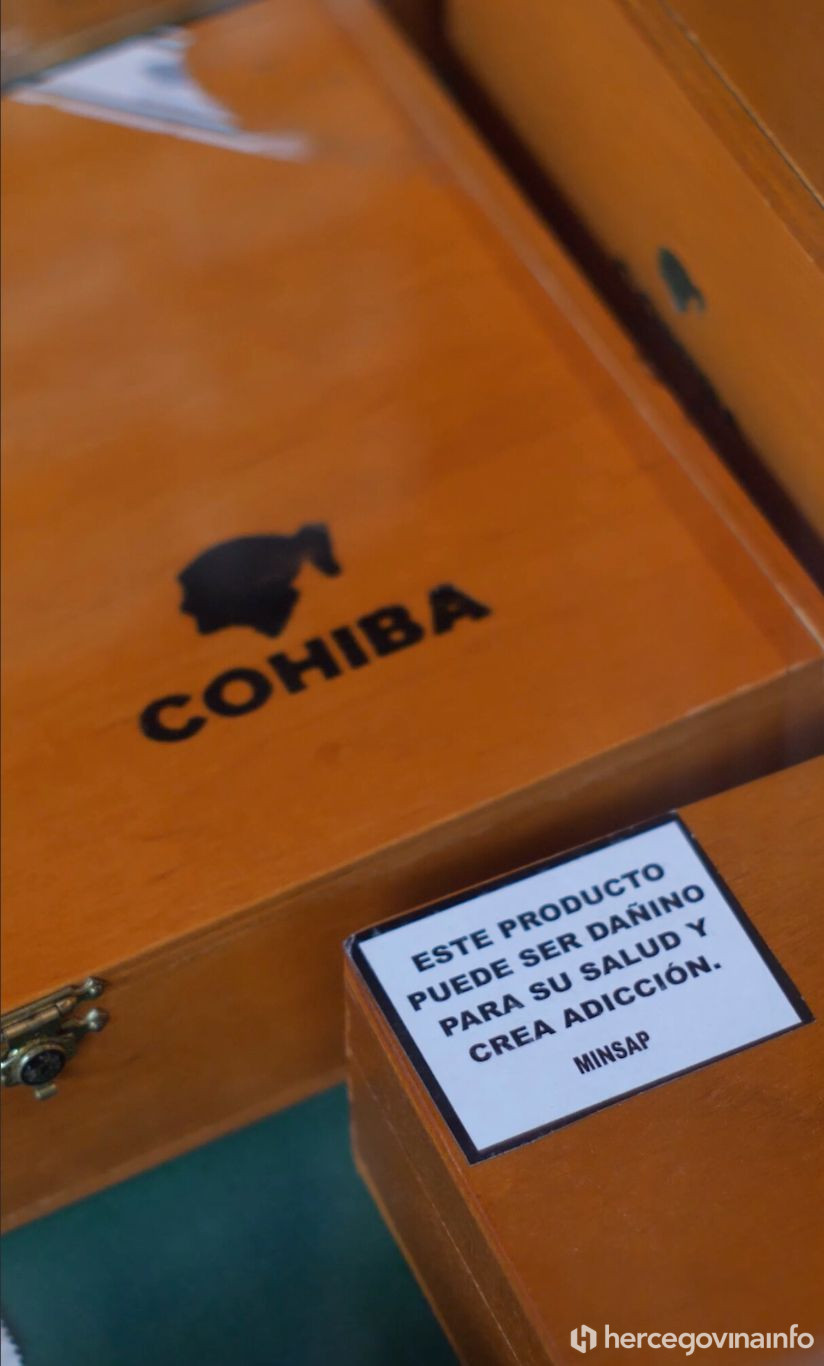 COHIBA
ESTE PRODUCTO
PUEDE SER DAÑINO
PARA SU SALUD Y
CREA ADICCIÓN.
MINSAP
hercegovinainfo